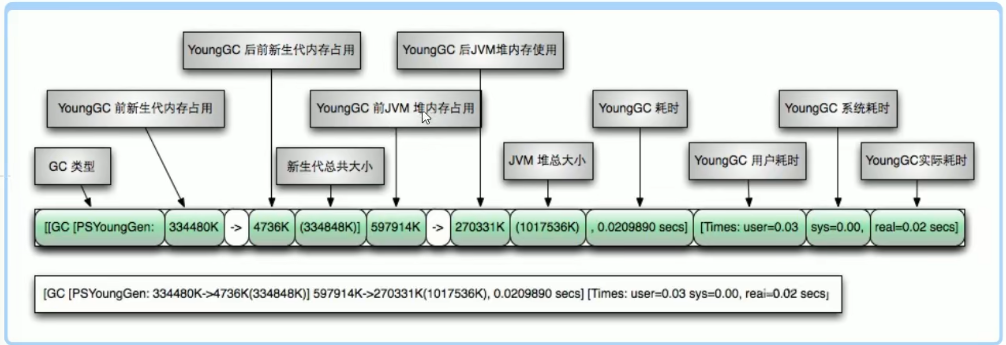 YoungGC 后前新生代内存占用
YoungGC 后JVM堆内存使用
YoungGC 前新生代内存占用
YoungGC 前JVM 堆内存占用
YoungGC 耗时
YoungGC 系统耗时
GC 类型
新生代总共大小
JVM 堆总大小
YoungGC 用户耗时
YoungGC实际耗时
[[GC [PSYoungGen: 334480K -> 4736K (334848K)] 597914K -> 270331K (1017536K) , 0.0209890 secs] [Times: user=0.03 sys=0.00, real=0.02 secs]
[GC [PSYoungGen: 334480K->4736K(334848K)] 597914K->270331K(1017536K), 0.0209890 secs] [Times: user=0.03 sys=0.00, real=0.02 secs]